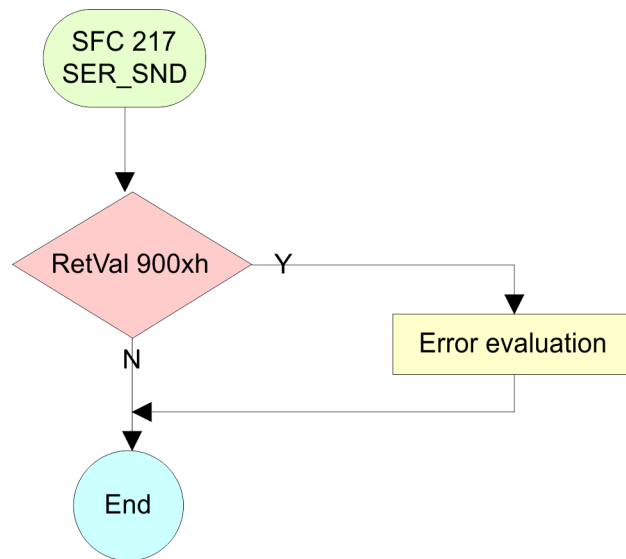 SFC 217
SER_SND
RetVal 900xh
Y
Error evaluation
N
End